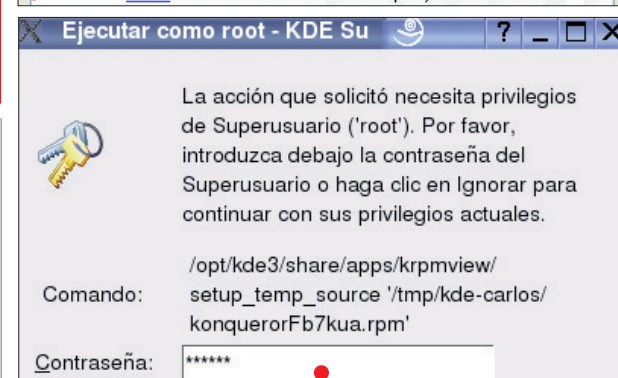 Ejecutar como root - KDE Su
La acción que solicitó necesita privilegios
de Superusuario ('root'). Por favor,
introduzca debajo la contraseña del
Superusuario o haga clic en Ignorar para
continuar con sus privilegios actuales.
Comando:
/opt/kde3/share/apps/krpmview/
setup_temp_source '/tmp/kde-carlos/
konquerorFb7kua.rpm'
Contraseña: ******